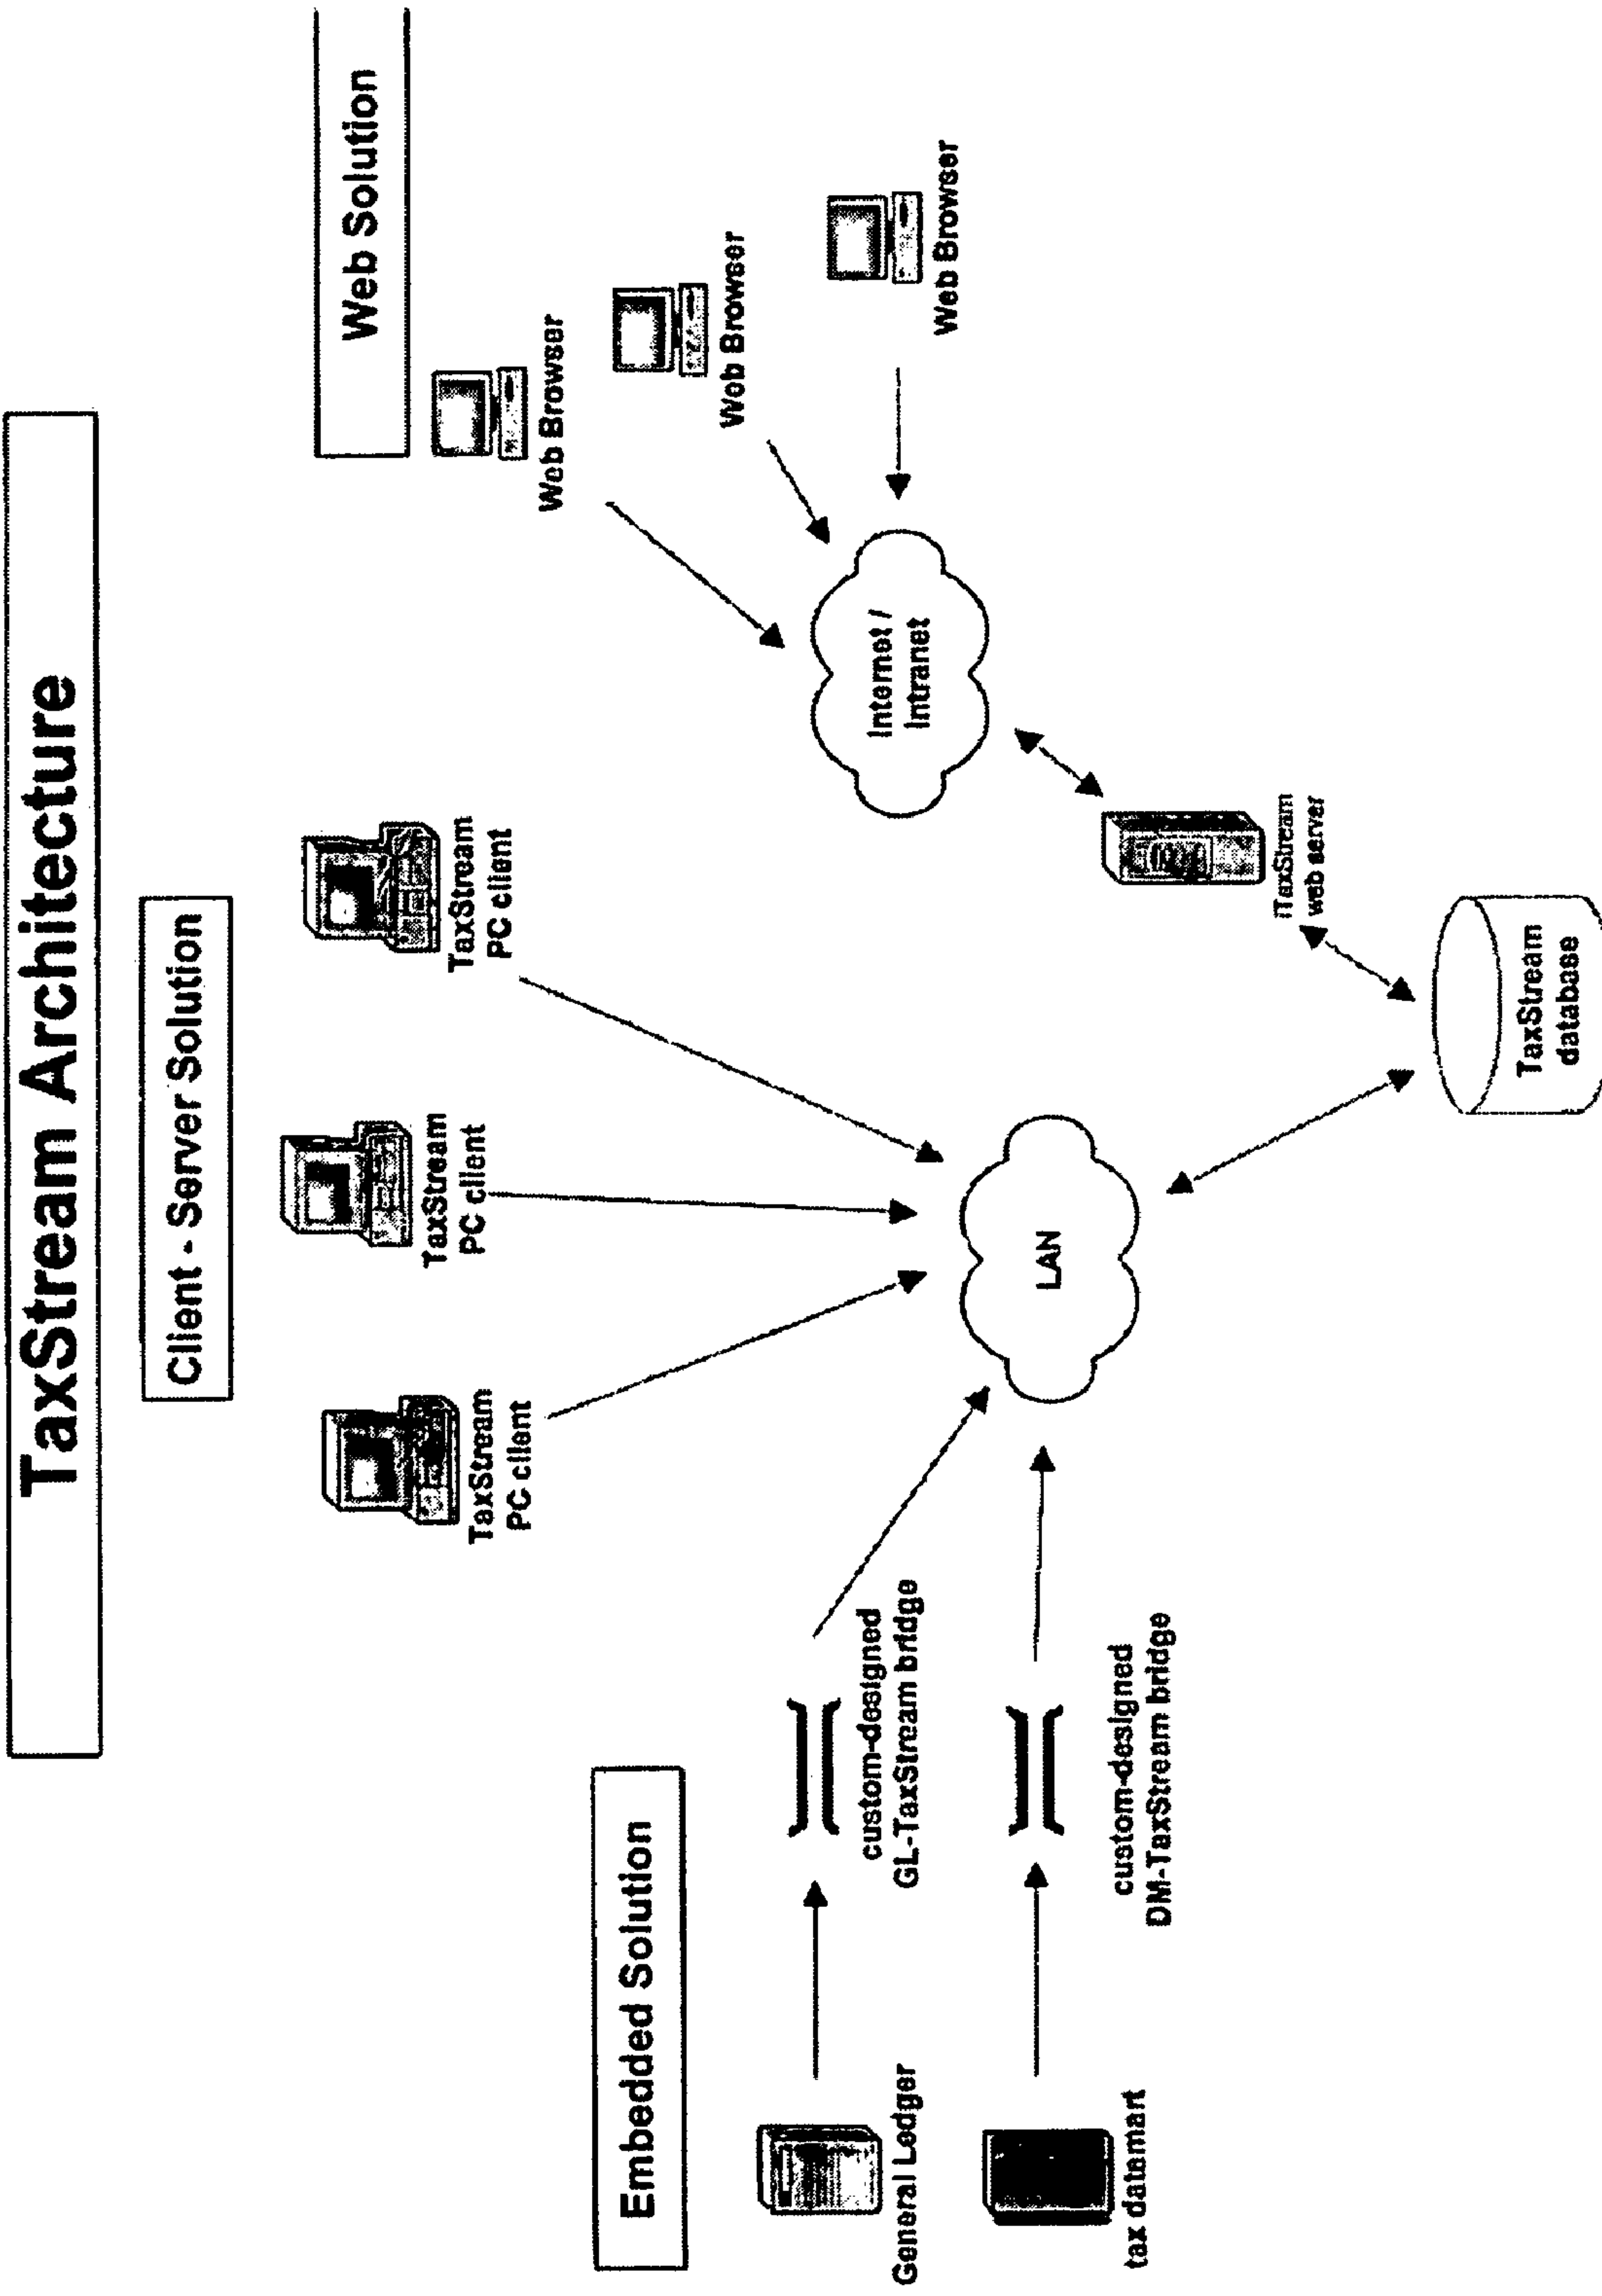 TaxStream Architecture
Client - Server Solution
Web Solution
Embedded Solution
TaxStream
PC client
TaxStream
PC client
TaxStream
PC client
Web Browser
Web Browser
Web Browser
General Ledger
custom-designed
GL-TaxStream bridge
tax datamart
custom-designed
DM-TaxStream bridge
LAN
Internet /
Intranet
iTaxStream
web server
TaxStream
database